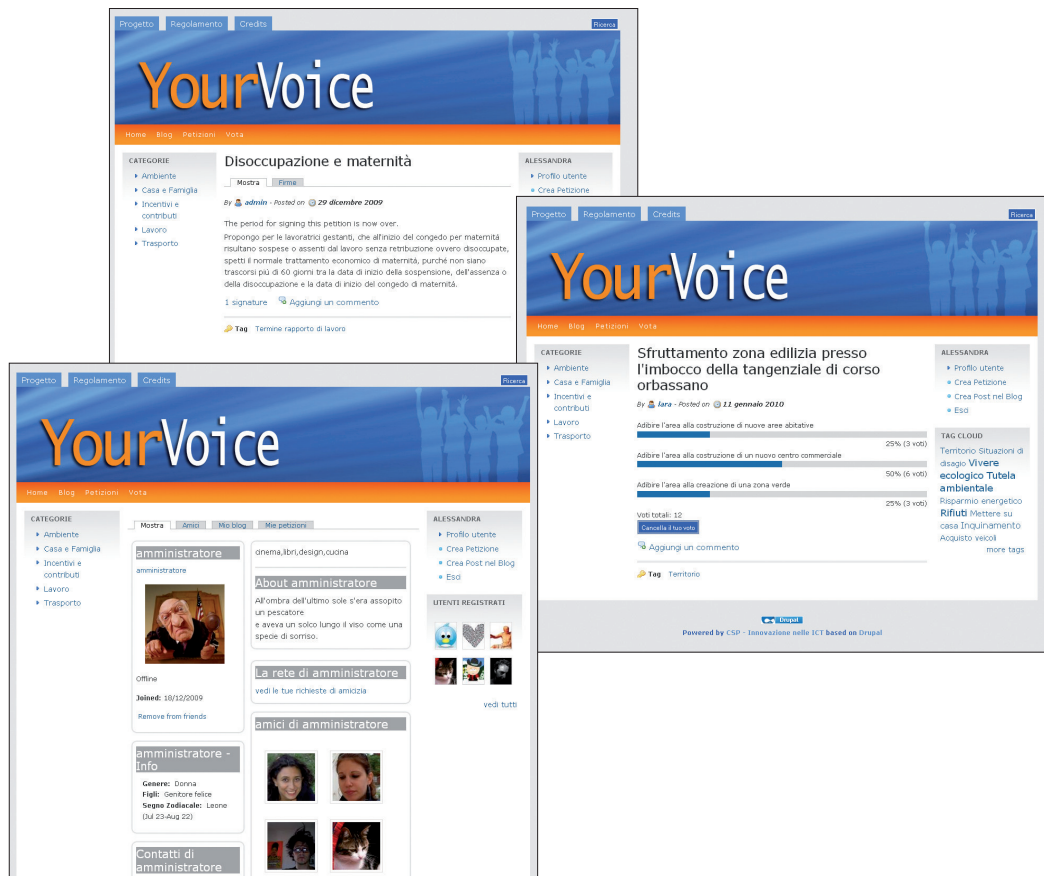 Progetto Regolamento Credits Ricerca
YourVoice
Home Blog Petizioni Vota
CATEGORIE
Ambiente
Casa e Famiglia
Incentivi e
contributi
Lavoro
Trasporto
Disoccupazione e maternità
Mostra Firme
By admin - Posted on 29 dicembre 2009
The period for signing this petition is now over.
Propongo per le lavoratrici gestanti, che all'inizio del congedo per maternità
risultano sospese o assenti dal lavoro senza retribuzione ovvero disoccupate,
spetti il normale trattamento economico di maternità, purché non siano
trascorsi più di 60 giorni tra la data di inizio della sospensione, dell'assenza o
della disoccupazione e la data di inizio del congedo di maternità.
1 signature Aggiungi un commento
Tag Termine rapporto di lavoro
ALESSANDRA
Profilo utente
Crea Petizione
Progetto Regolamento Credits Ricerca
YourVoice
Home Blog Petizioni Vota
CATEGORIE
Ambiente
Casa e Famiglia
Incentivi e
contributi
Lavoro
Trasporto
Sfruttamento zona edilizia presso
l'imbocco della tangenziale di corso
orbassano
By lara - Posted on 11 gennaio 2010
Adibire l'area alla costruzione di nuove aree abitative
25% (3 voti)
Adibire l'area alla costruzione di un nuovo centro commerciale
50% (6 voti)
Adibire l'area alla creazione di una zona verde
25% (3 voti)
Voti totali: 12
Cancella il tuo voto
Aggiungi un commento
Tag Territorio
ALESSANDRA
Profilo utente
Crea Petizione
Crea Post nel Blog
Esci
TAG CLOUD
Territorio Situazioni di
disagio Vivere
ecologico Tutela
ambientale
Risparmio energetico
Rifiuti Mettere su
casa Inquinamento
Acquisto veicoli
more tags
Drupal
Powered by CSP - Innovazione nelle ICT based on Drupal
Progetto Regolamento Credits Ricerca
YourVoice
Home Blog Petizioni Vota
CATEGORIE
Ambiente
Casa e Famiglia
Incentivi e
contributi
Lavoro
Trasporto
Mostra Amici Mio blog Mie petizioni
amministratore
amministratore
Offline
Joined: 18/12/2009
Remove from friends
amministratore -
Info
Genere: Donna
Figli: Genitore felice
Segno Zodiacale: Leone
(Jul 23-Aug 22)
Contatti di
amministratore
cinema,libri,design,cucina
About amministratore
All'ombra dell'ultimo sole s'era assopito
un pescatore
e aveva un solco lungo il viso come una
specie di sorriso.
La rete di amministratore
vedi le tue richieste di amicizia
amici di amministratore
ALESSANDRA
Profilo utente
Crea Petizione
Crea Post nel Blog
Esci
UTENTI REGISTRATI
vedi tutti